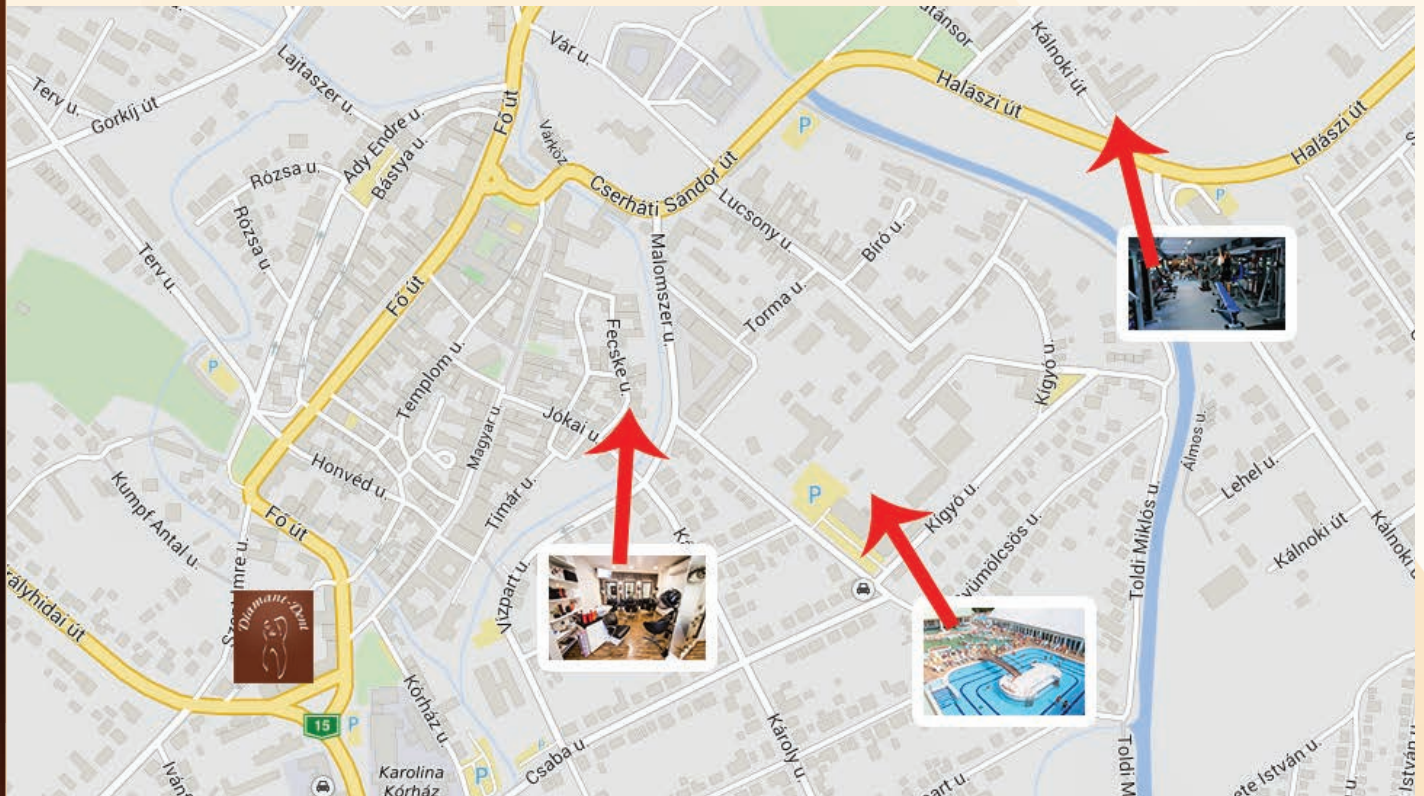 Vár u.
Kálnoki út
Lajtaszer u.
Halászi út
Terv u.
Gorkij út
Fő út
Várköz
Ady Endre u.
Bástya u.
P
Halászi út
Rózsa u.
Cserháti Sándor út
P
Lucsony u.
Rózsa u.
Bíró u.
Terv u.
Malomszer u.
Fő út
Torma u.
Fecske u.
Templom u.
Kígyó u.
P
Jókai u.
Magyar u.
Álmos u.
Honvéd u.
Lehel u.
Kumpf Antal u.
Tímár u.
P
Kígyó u.
Fő út
Kálnoki út
Toldi Miklós u.
Vízpart u.
Diamant-Dent
Kórház u.
15
P
Károly u.
Csaba u.
P
P
Karolina
Kórház